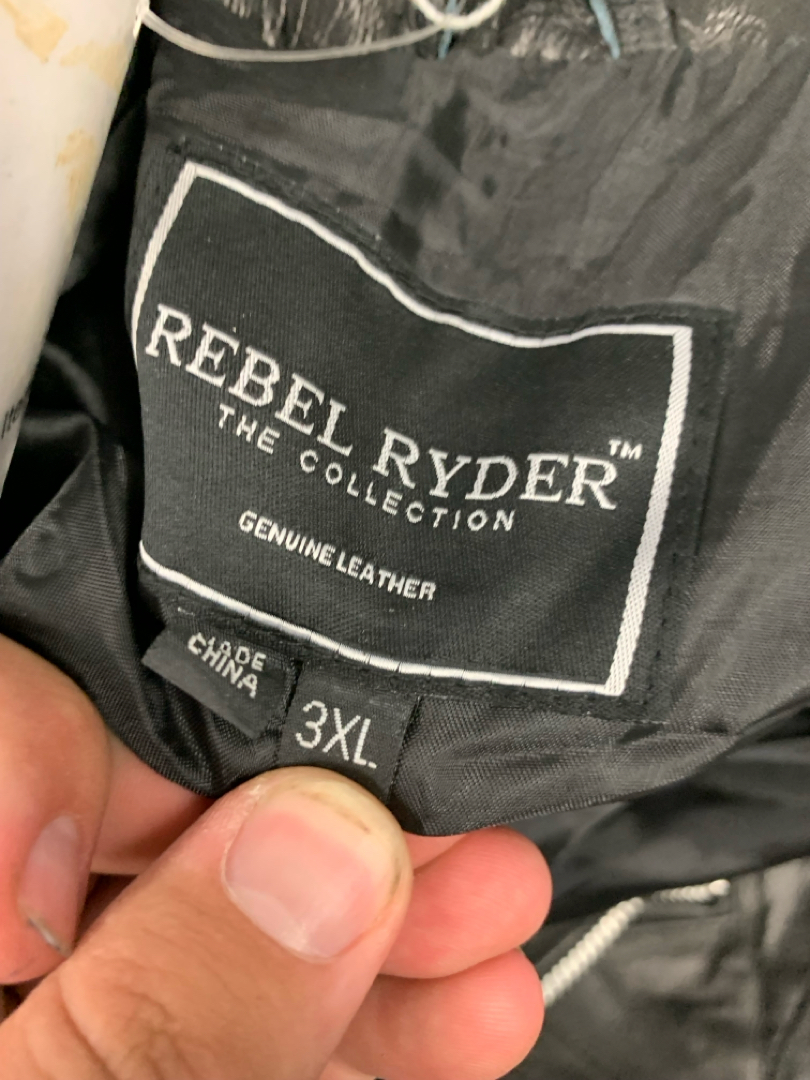 REBEL RYDER™
THE COLLECTION
GENUINE LEATHER
MADE
CHINA
3XL